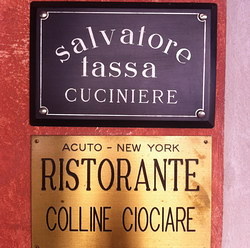 salvatore
tassa
CUCINIERE
ACUTO - NEW YORK
RISTORANTE
COLLINE CIOCIARE